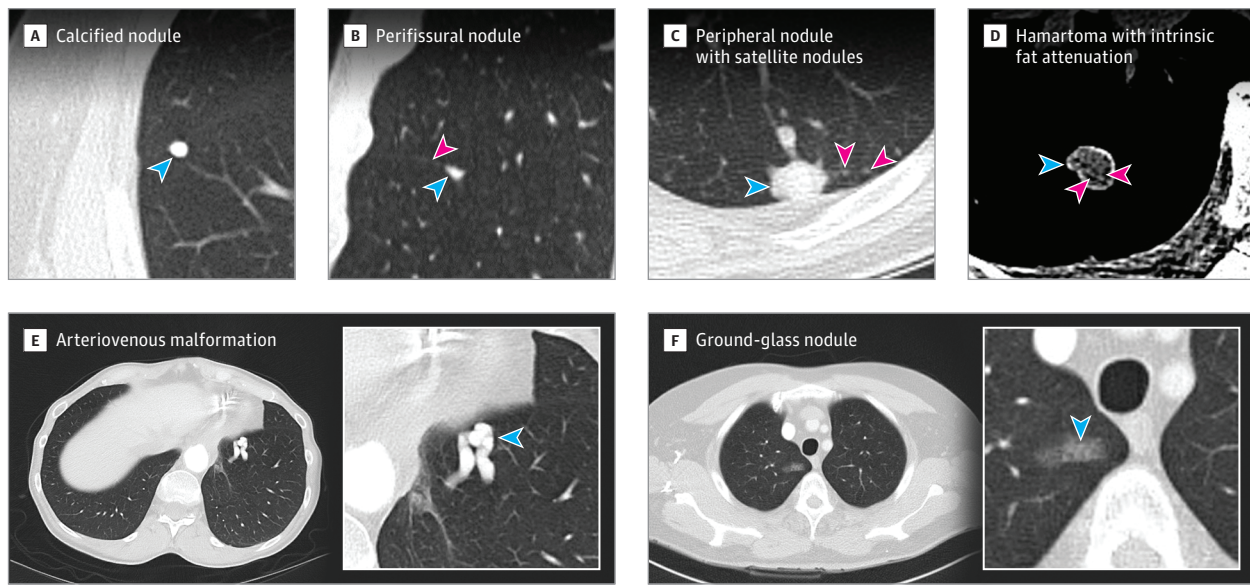 A Calcified nodule
B Perifissural nodule
C Peripheral nodule
with satellite nodules
D Hamartoma with intrinsic
fat attenuation
E Arteriovenous malformation
F Ground-glass nodule